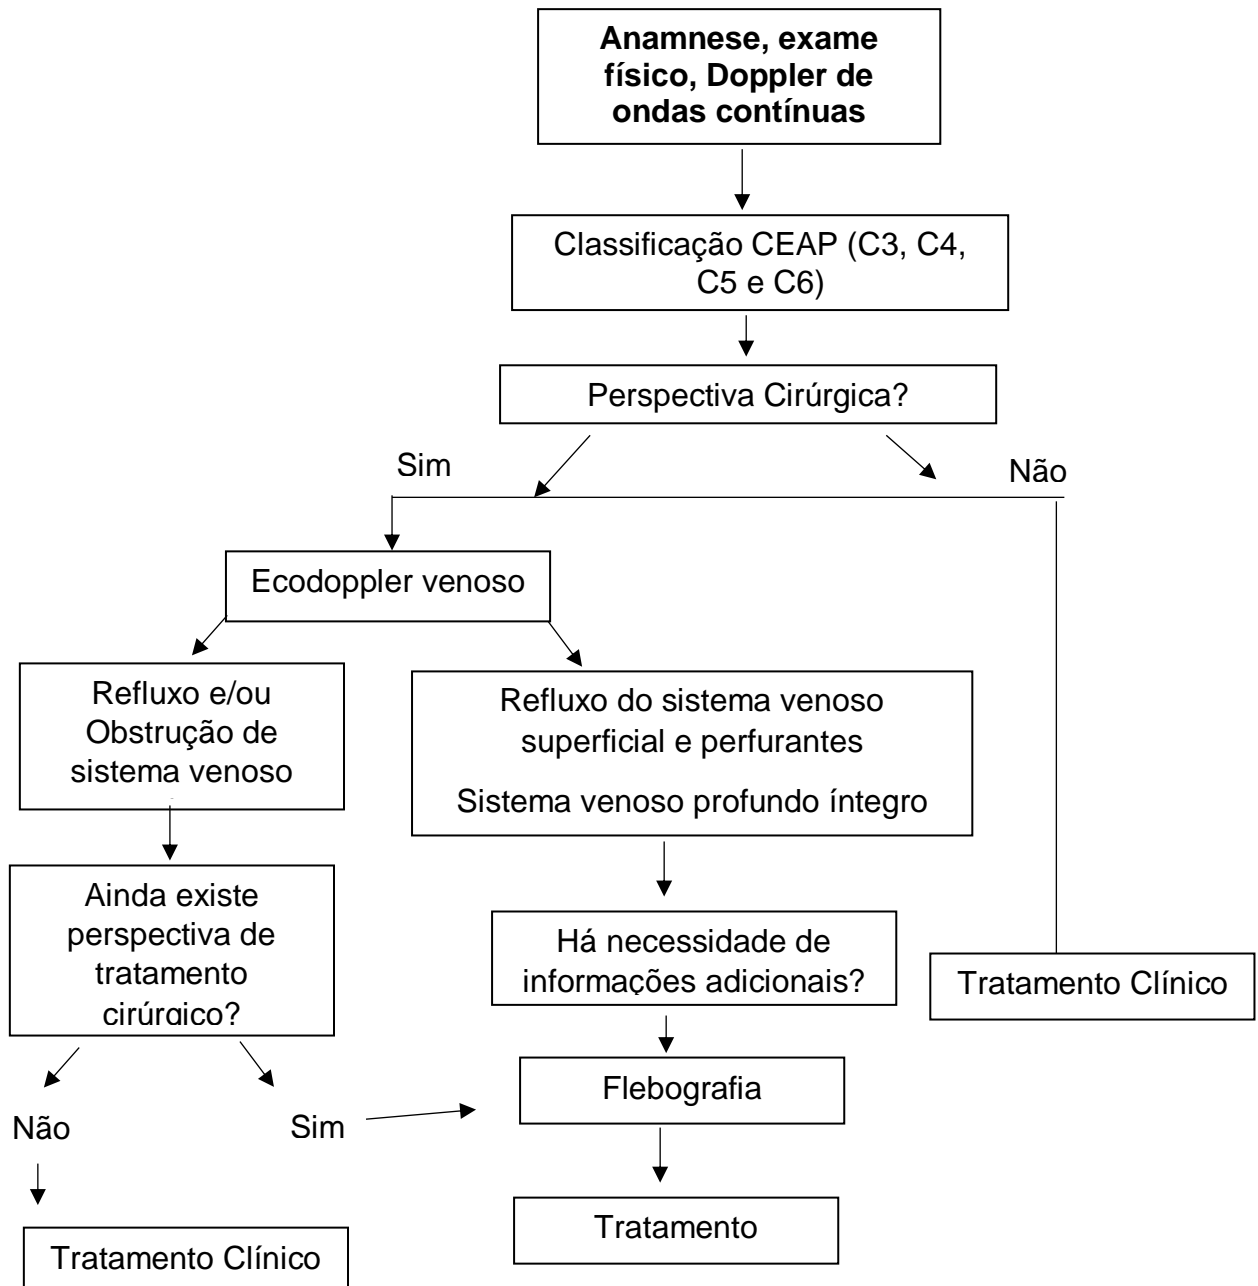 Anamnese, exame
físico, Doppler de
ondas contínuas
Classificação CEAP (C3, C4,
C5 e C6)
Perspectiva Cirúrgica?
Sim
Não
Ecodoppler venoso
Refluxo e/ou
Obstrução de
sistema venoso
Refluxo do sistema venoso
superficial e perfurantes
Sistema venoso profundo íntegro
Ainda existe
perspectiva de
tratamento
cirúrgico?
Há necessidade de
informações adicionais?
Tratamento Clínico
Flebografia
Não
Sim
Tratamento
Tratamento Clínico